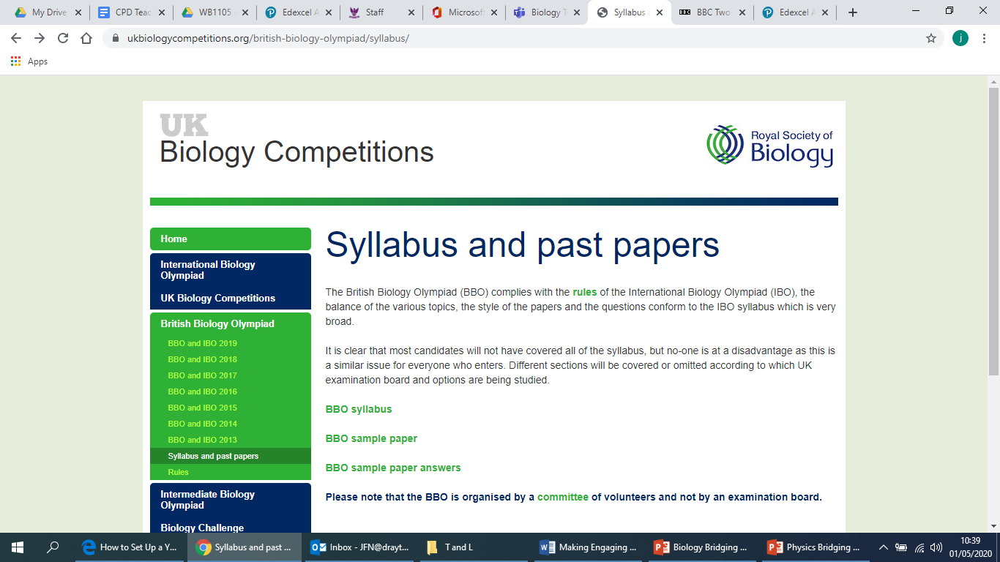 My Drive
CPD Teac
WB1105
Edexcel A
Staff
Microsof
Biology T
Syllabus
BBC Two
Edexcel A
ukbiologycompetitions.org/british-biology-olympiad/syllabus/
j
Apps
UK
Biology Competitions
Royal Society of
Biology
Home
International Biology
Olympiad
UK Biology Competitions
British Biology Olympiad
BBO and IBO 2019
BBO and IBO 2018
BBO and IBO 2017
BBO and IBO 2016
BBO and IBO 2015
BBO and IBO 2014
BBO and IBO 2013
Syllabus and past papers
Rules
Intermediate Biology
Olympiad
Biology Challenge
Syllabus and past papers
The British Biology Olympiad (BBO) complies with the rules of the International Biology Olympiad (IBO), the
balance of the various topics, the style of the papers and the questions conform to the IBO syllabus which is very
broad.
It is clear that most candidates will not have covered all of the syllabus, but no-one is at a disadvantage as this is
a similar issue for everyone who enters. Different sections will be covered or omitted according to which UK
examination board and options are being studied.
BBO syllabus
BBO sample paper
BBO sample paper answers
Please note that the BBO is organised by a committee of volunteers and not by an examination board.
How to Set Up a Y...
Syllabus and past ...
Inbox - JFN@drayt...
T and L
Making Engaging ...
Biology Bridging ...
Physics Bridging ...
10:39
01/05/2020